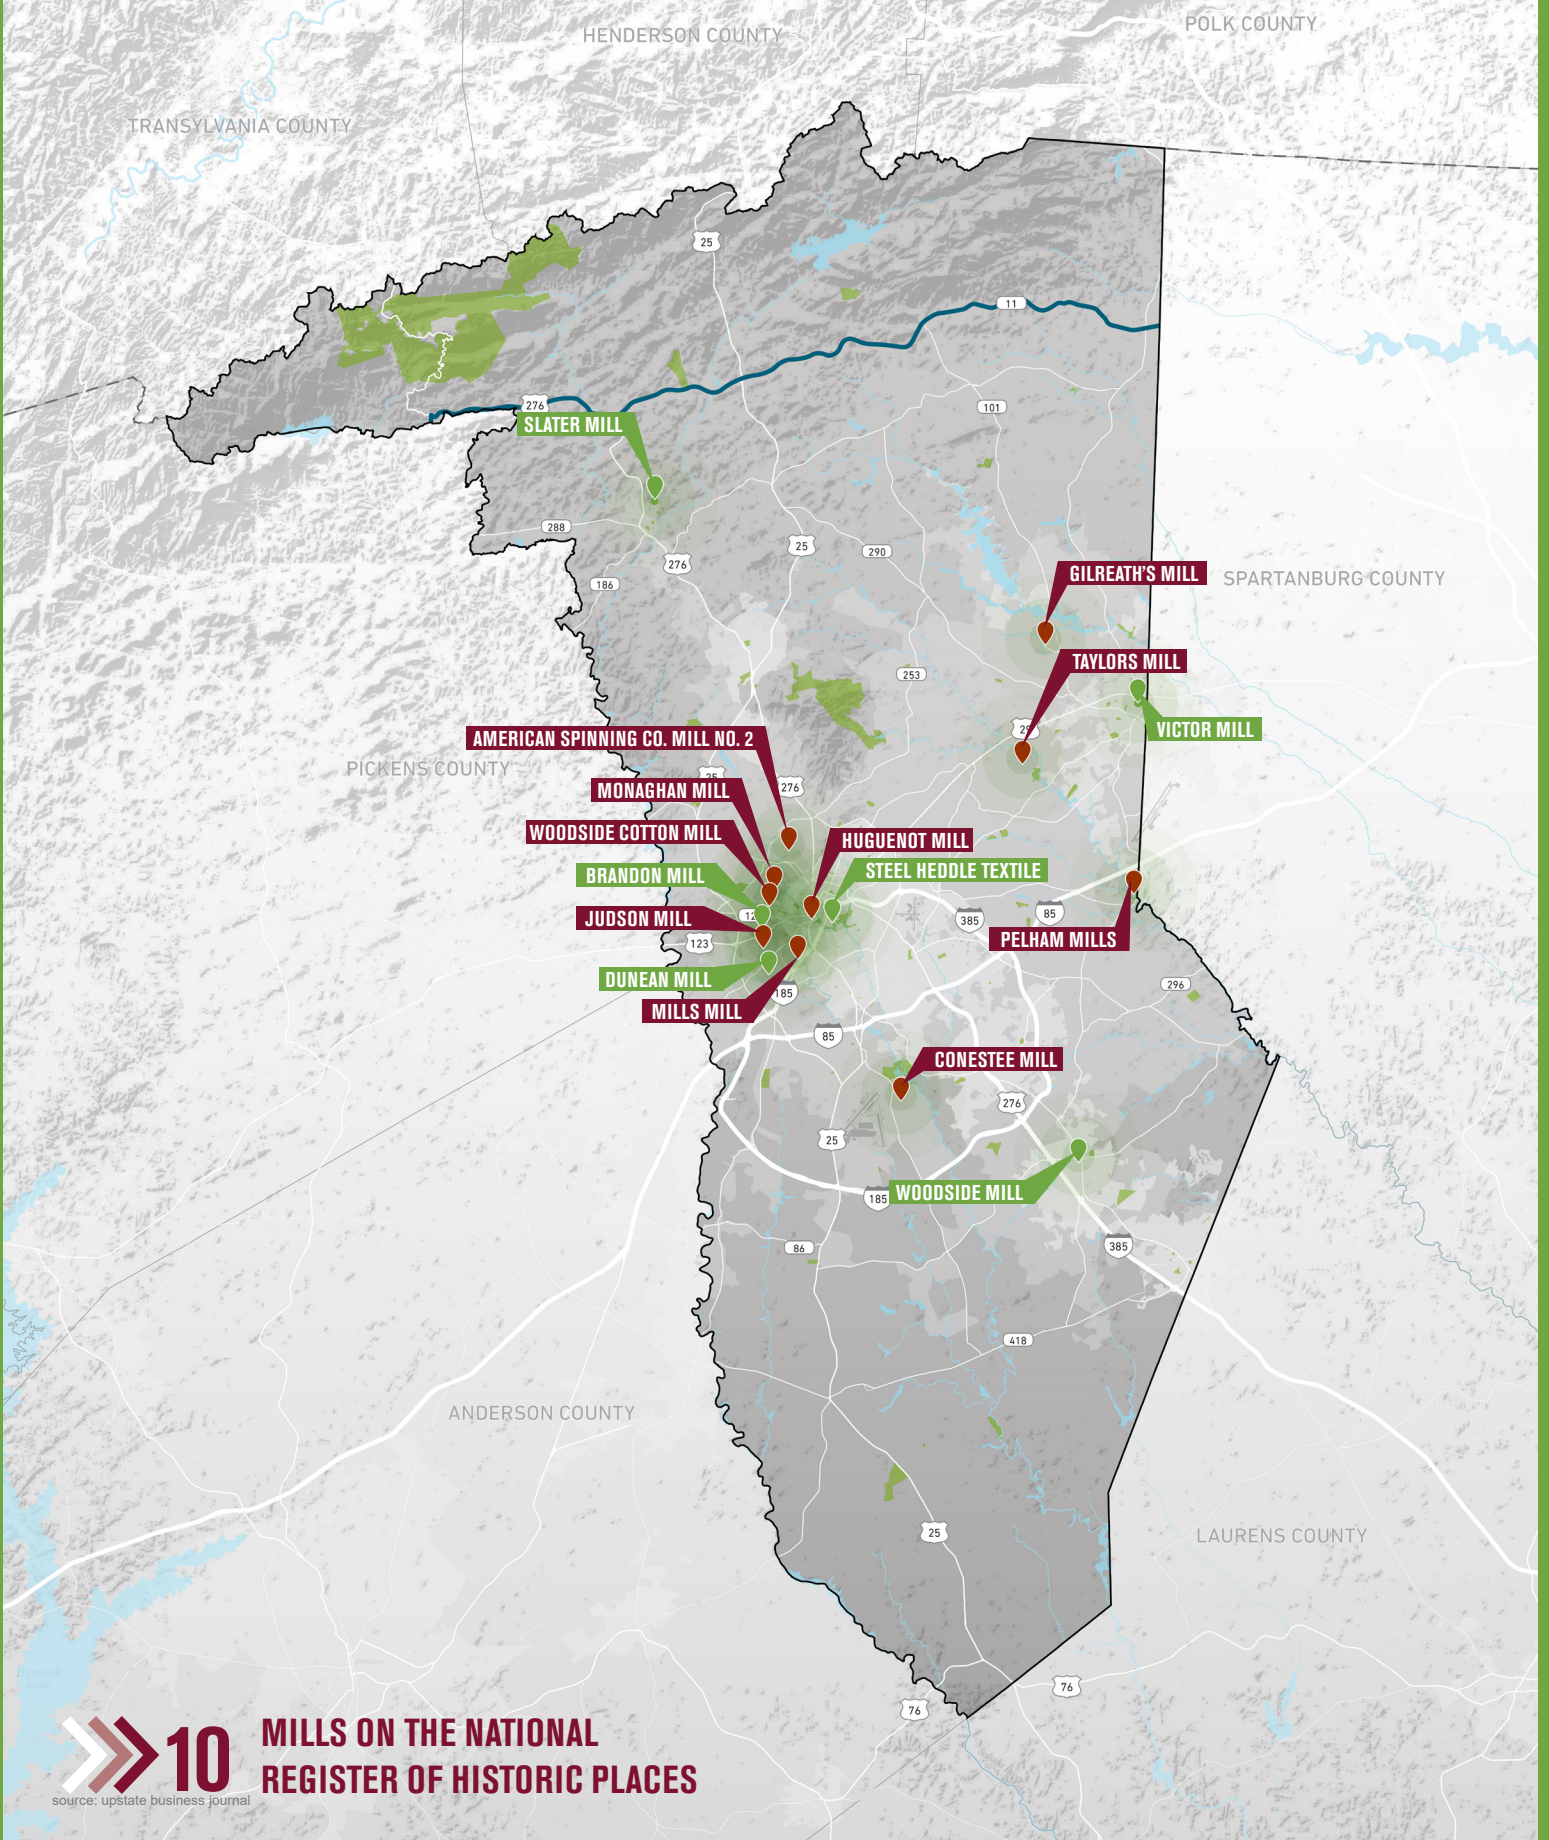 HENDERSON COUNTY
POLK COUNTY
TRANSYLVANIA COUNTY
25
11
276
101
SLATER MILL
288
25
290
276
186
GILREATH'S MILL
SPARTANBURG COUNTY
TAYLORS MILL
253
VICTOR MILL
AMERICAN SPINNING CO. MILL NO. 2
PICKENS COUNTY
25
276
MONAGHAN MILL
WOODSIDE COTTON MILL
HUGUENOT MILL
BRANDON MILL
STEEL HEDDLE TEXTILE
JUDSON MILL
385
85
123
PELHAM MILLS
DUNEAN MILL
296
185
MILLS MILL
85
CONESTEE MILL
276
25
185
WOODSIDE MILL
86
385
418
ANDERSON COUNTY
25
LAURENS COUNTY
Hartwell
Lake
76
76
10
MILLS ON THE NATIONAL
REGISTER OF HISTORIC PLACES
source: upstate business journal